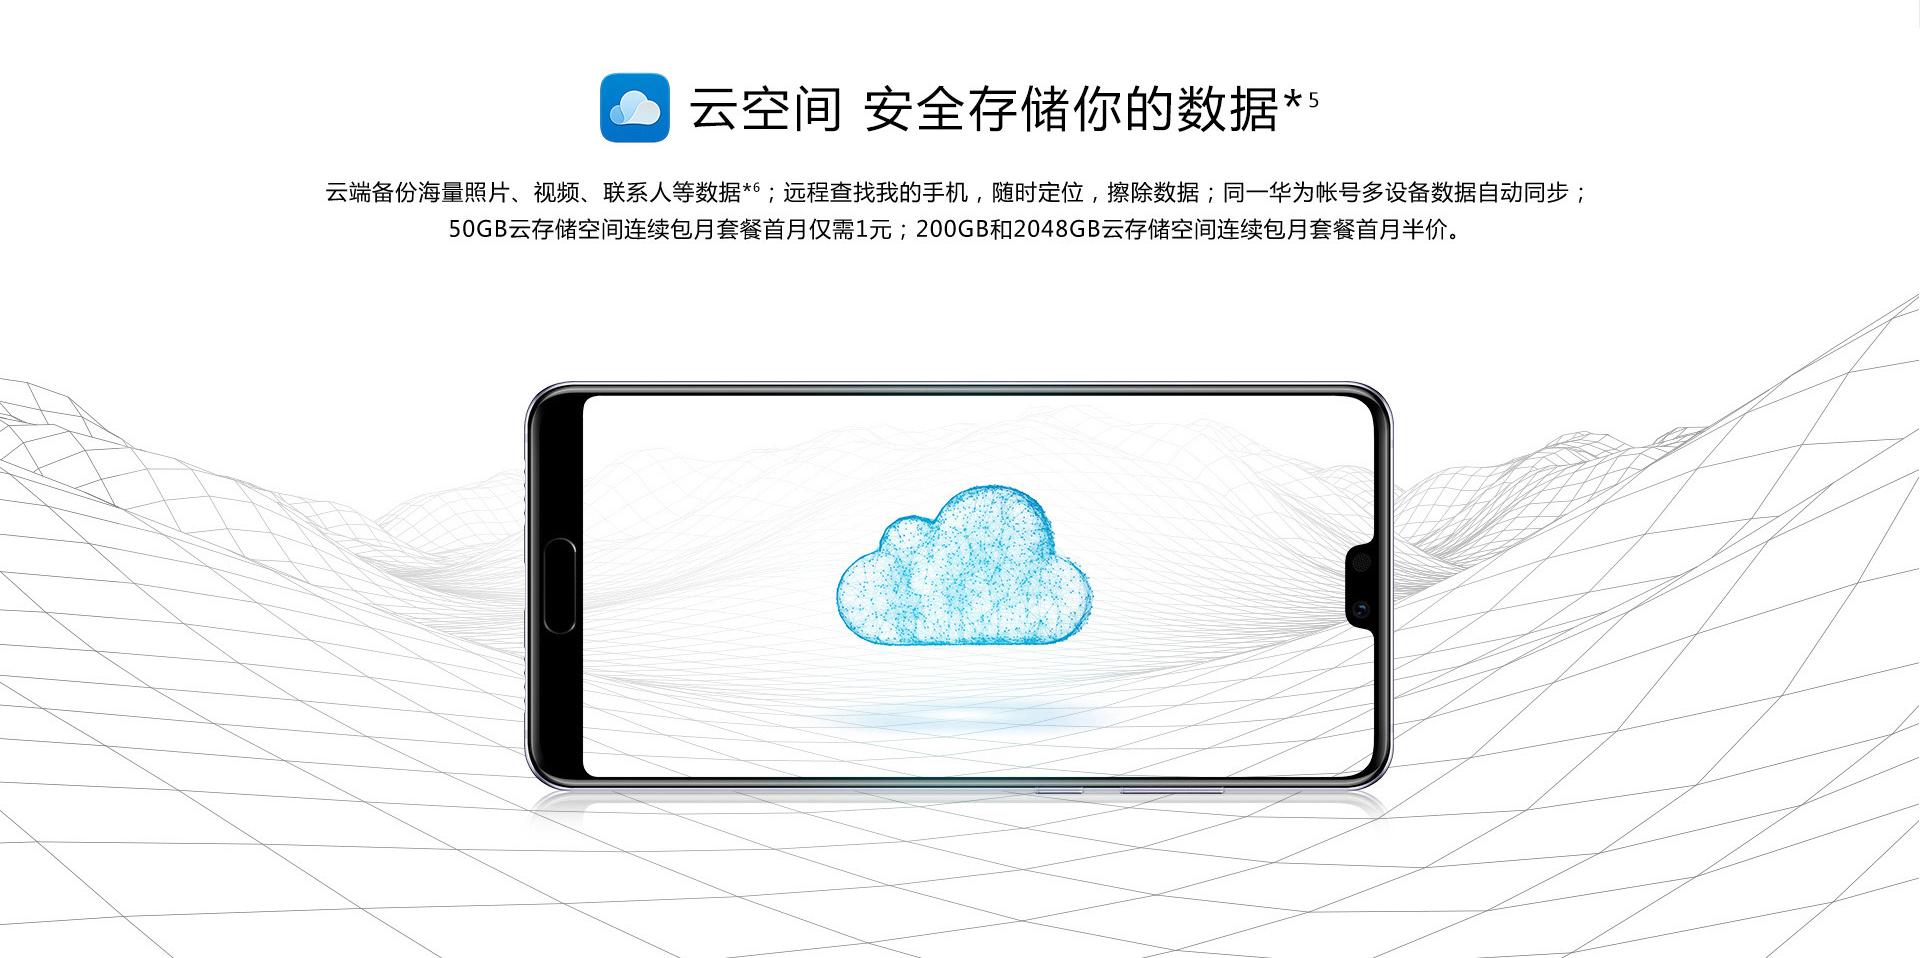 云空间 安全存储你的数据*5
云端备份海量照片、视频、联系人等数据*6；远程查找我的手机，随时定位，擦除数据；同一华为帐号多设备数据自动同步；
50GB云存储空间连续包月套餐首月仅需1元；200GB和2048GB云存储空间连续包月套餐首月半价。